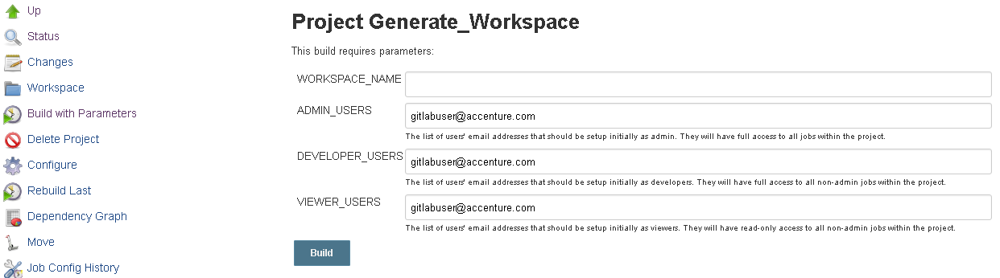 Up
Status
Changes
Workspace
Build with Parameters
Delete Project
Configure
Rebuild Last
Dependency Graph
Move
Job Config History
Project Generate_Workspace
This build requires parameters:
WORKSPACE_NAME
ADMIN_USERS
gitlabuser@accenture.com
The list of users' email addresses that should be setup initially as admin. They will have full access to all jobs within the project.
DEVELOPER_USERS
gitlabuser@accenture.com
The list of users' email addresses that should be setup initially as developers. They will have full access to all non-admin jobs within the project.
VIEWER_USERS
gitlabuser@accenture.com
The list of users' email addresses that should be setup initially as viewers. They will have read-only access to all non-admin jobs within the project.
Build